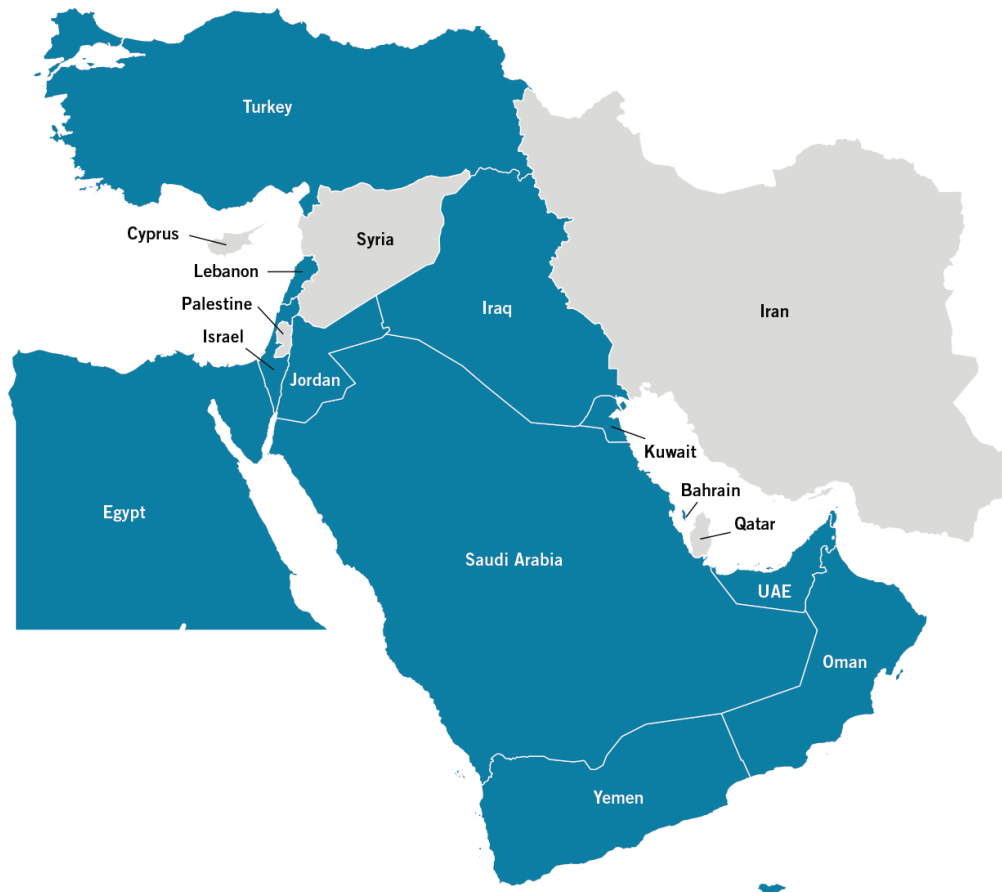 Turkey
Cyprus
Syria
Lebanon
Palestine
Iraq
Iran
Israel
Jordan
Kuwait
Bahrain
Egypt
Qatar
Saudi Arabia
UAE
Oman
Yemen